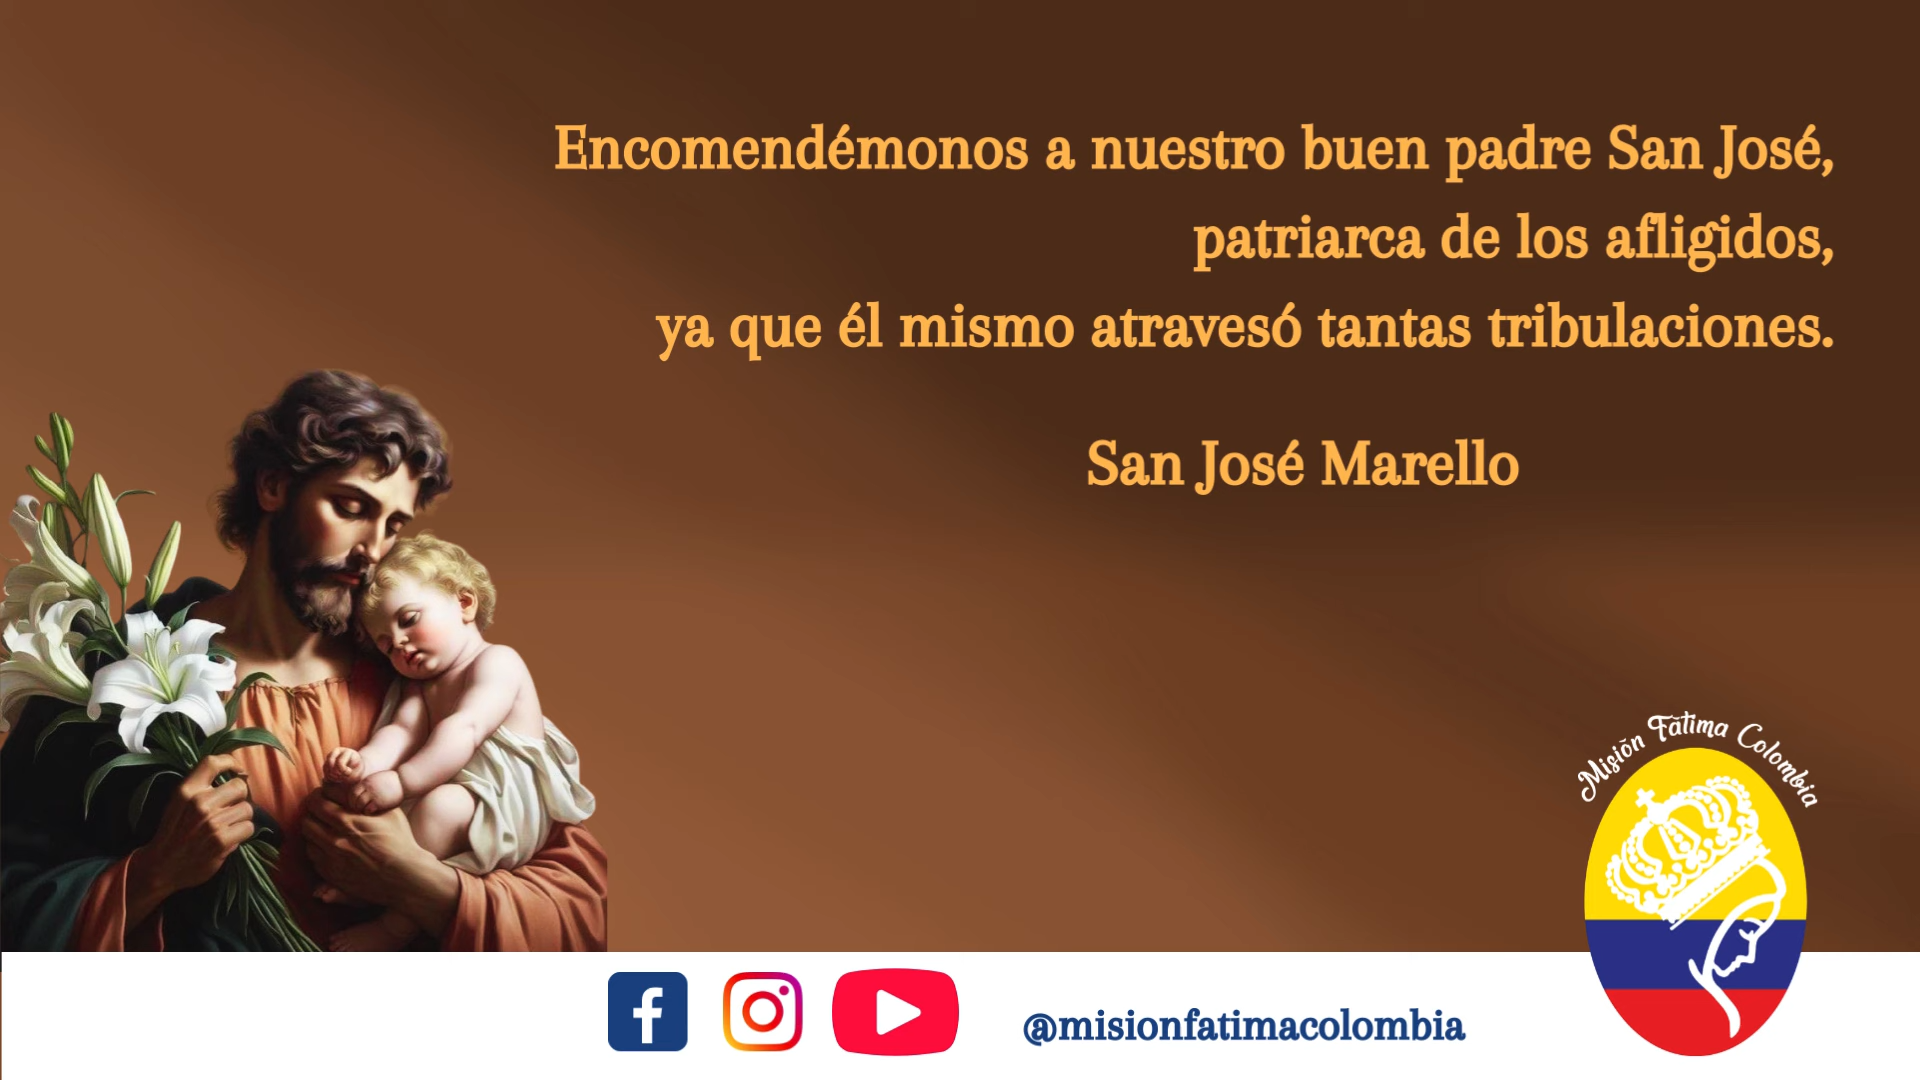 Encomendémonos a nuestro buen padre San José,
patriarca de los afligidos,
ya que él mismo atravesó tantas tribulaciones.
San José Marello
Misión Fátima Colombia
@misionfatimacolombia